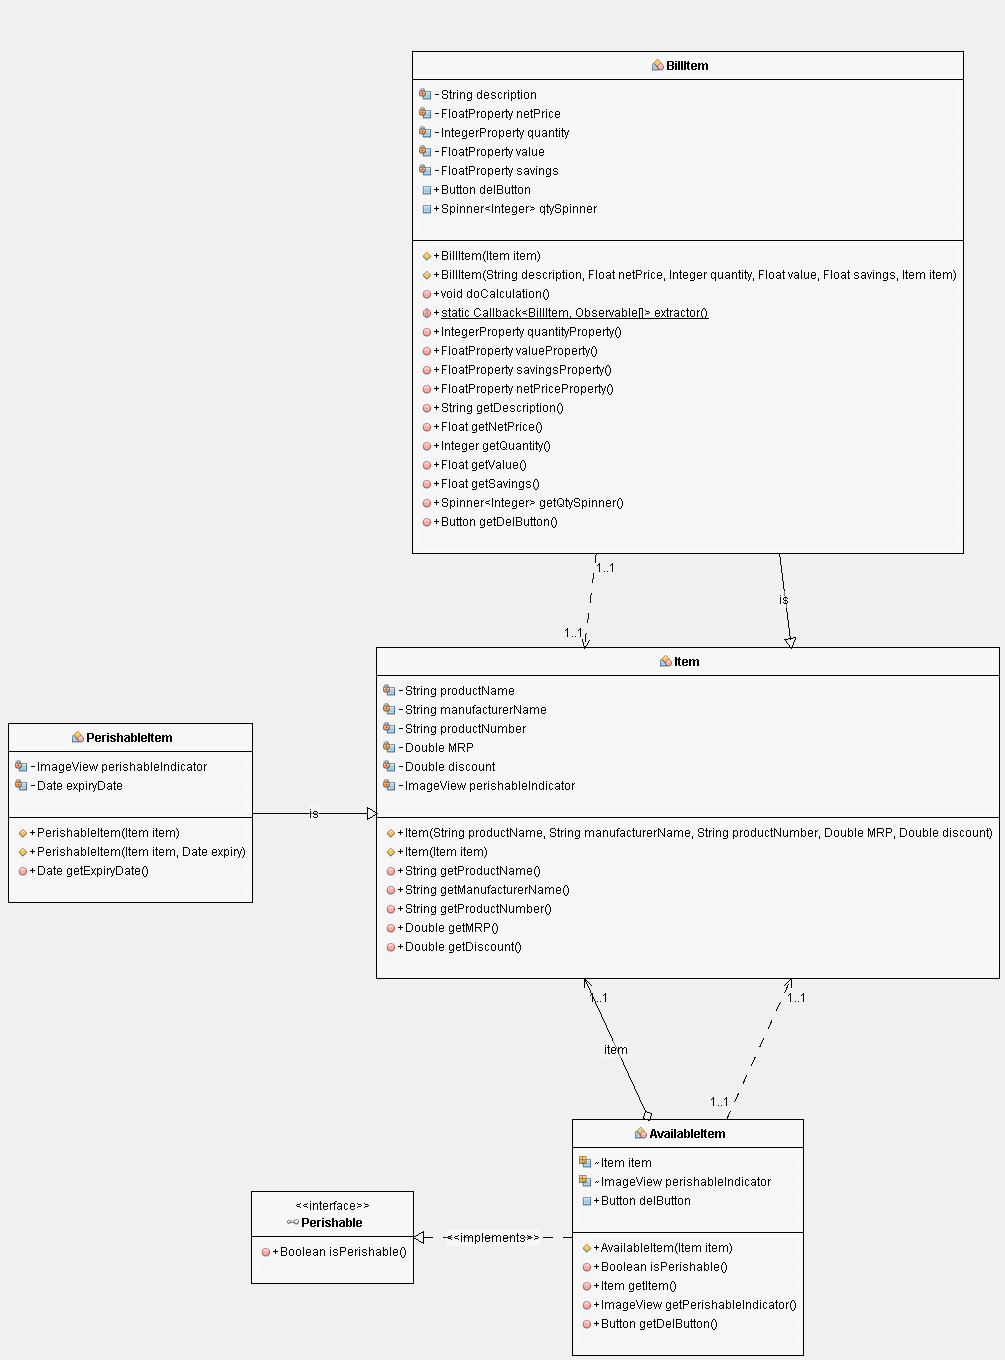 BillItem
-String description
-FloatProperty netPrice
-IntegerProperty quantity
-FloatProperty value
-FloatProperty savings
+Button delButton
+Spinner<Integer> qtySpinner
+BillItem(Item item)
+BillItem(String description, Float netPrice, Integer quantity, Float value, Float savings, Item item)
+void doCalculation()
+static Callback<BillItem, Observable[]> extractor()
+IntegerProperty quantityProperty()
+FloatProperty valueProperty()
+FloatProperty savingsProperty()
+FloatProperty netPriceProperty()
+String getDescription()
+Float getNetPrice()
+Integer getQuantity()
+Float getValue()
+Float getSavings()
+Spinner<Integer> getQtySpinner()
+Button getDelButton()
1..1
is
1..1
Item
-String productName
-String manufacturerName
-String productNumber
-Double MRP
-Double discount
-ImageView perishableIndicator
+Item(String productName, String manufacturerName, String productNumber, Double MRP, Double discount)
+Item(Item item)
+String getProductName()
+String getManufacturerName()
+String getProductNumber()
+Double getMRP()
+Double getDiscount()
PerishableItem
-ImageView perishableIndicator
-Date expiryDate
+PerishableItem(Item item)
+PerishableItem(Item item, Date expiry)
+Date getExpiryDate()
is
1..1
1..1
item
1..1
AvailableItem
~Item item
~ImageView perishableIndicator
+Button delButton
+AvailableItem(Item item)
+Boolean isPerishable()
+Item getItem()
+ImageView getPerishableIndicator()
+Button getDelButton()
<<interface>>
Perishable
+Boolean isPerishable()
<<implements>>